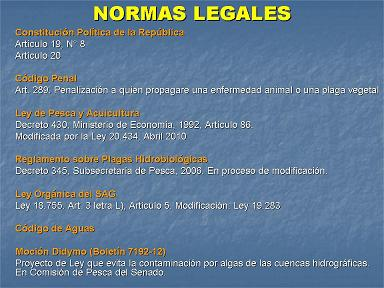 NORMAS LEGALES
Constitución Política de la República
Artículo 19, N° 8
Artículo 20
Código Penal
Art. 289. Penalización a quien propagare una enfermedad animal o una plaga vegetal
Ley de Pesca y Acuicultura
Decreto 430, Ministerio de Economía, 1992, Artículo 86.
Modificada por la Ley 20.434, Abril 2010
Reglamento sobre Plagas Hidrobiológicas
Decreto 345, Subsecretaría de Pesca, 2006. En proceso de modificación.
Ley Orgánica del SAG
Ley 18.755, Art. 3 letra L), Artículo 5, Modificación: Ley 19.283.
Código de Aguas
Moción Didymo (Boletín 7192-12)
Proyecto de Ley que evita la contaminación por algas de las cuencas hidrográficas.
En Comisión de Pesca del Senado.